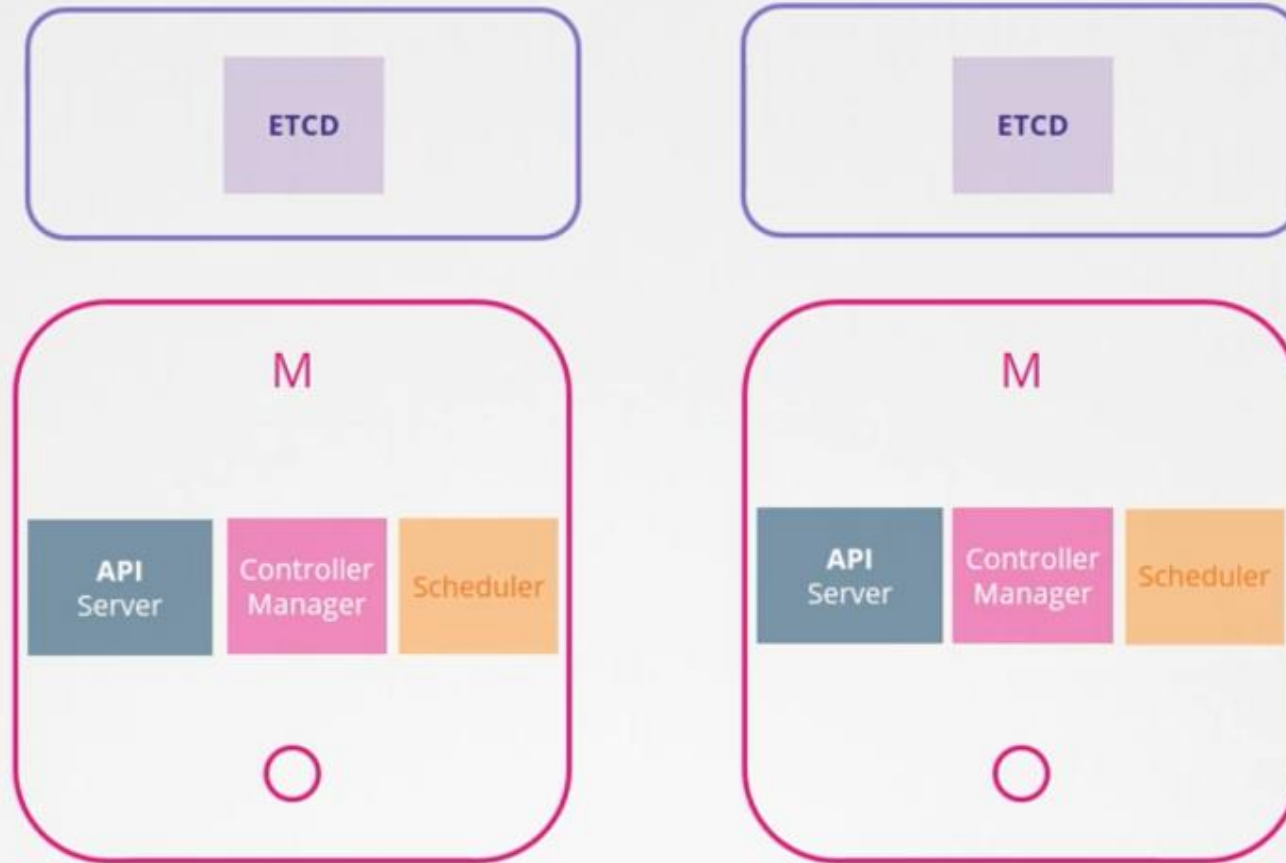 ETCD
ETCD
M
API
Server
Controller
Manager
Scheduler
M
API
Server
Controller
Manager
Scheduler